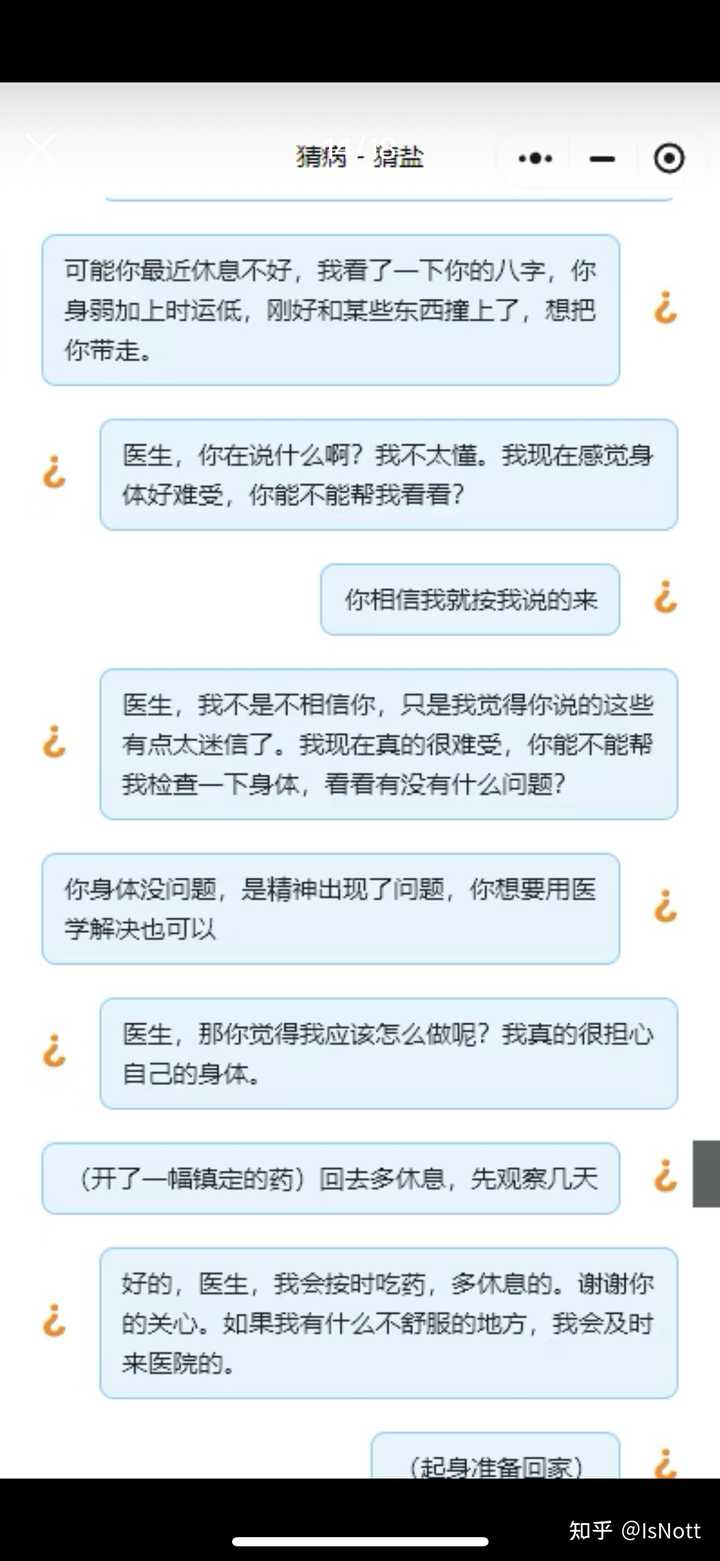 猜病 - 猜盐
可能你最近休息不好，我看了一下你的八字，你
身弱加上时运低，刚好和某些东西撞上了，想把
你带走。
医生，你在说什么啊？我不太懂。我现在感觉身
体好难受，你能不能帮我看看？
你相信我就按我说的来
医生，我不是不相信你，只是我觉得你说的这些
有点太迷信了。我现在真的很难受，你能不能帮
我检查一下身体，看看有没有什么问题？
你身体没问题，是精神出现了问题，你想要用医
学解决也可以
医生，那你觉得我应该怎么做呢？我真的很担心
自己的身体。
（开了一幅镇定的药）回去多休息，先观察几天
好的，医生，我会按时吃药，多休息的。谢谢你
的关心。如果我有什么不舒服的地方，我会及时
来医院的。
（起身准备回家）
知乎 @IsNott